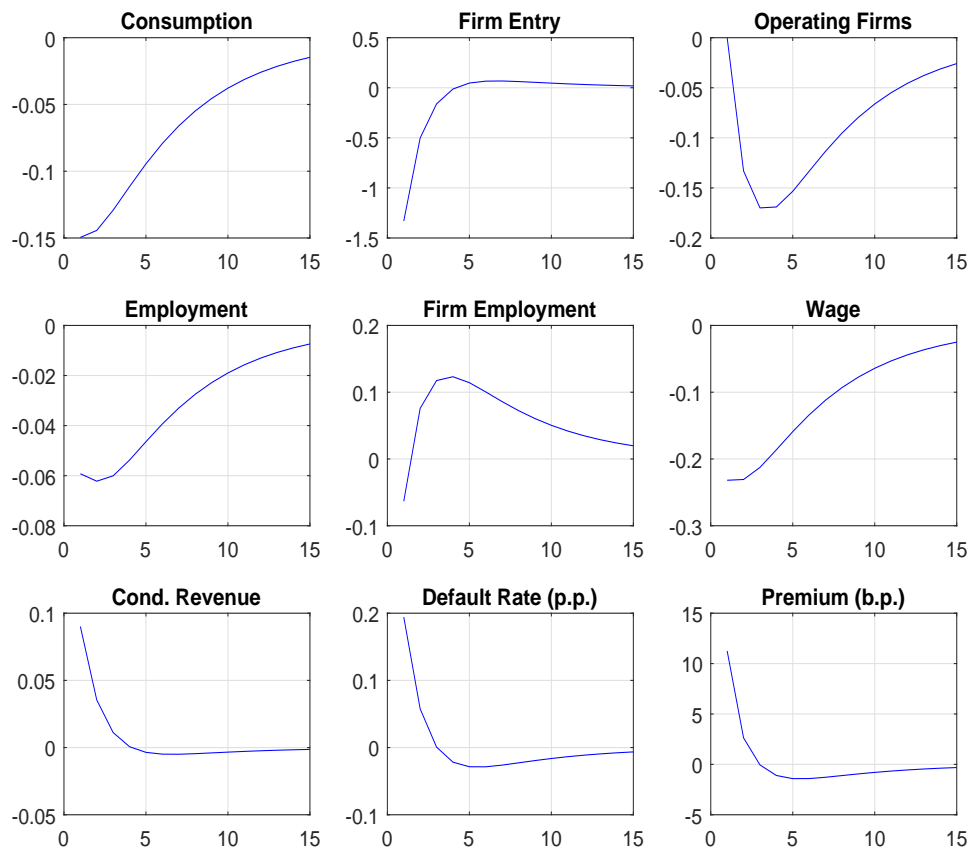 Consumption
0
-0.05
-0.1
-0.15
0 5 10 15
Firm Entry
0.5
0
-0.5
-1
-1.5
0 5 10 15
Operating Firms
0
-0.05
-0.1
-0.15
-0.2
0 5 10 15
Employment
0
-0.02
-0.04
-0.06
-0.08
0 5 10 15
Firm Employment
0.2
0.1
0
-0.1
0 5 10 15
Wage
0
-0.1
-0.2
-0.3
0 5 10 15
Cond. Revenue
0.1
0.05
0
-0.05
0 5 10 15
Default Rate (p.p.)
0.2
0.1
0
-0.1
0 5 10 15
Premium (b.p.)
15
10
5
0
-5
0 5 10 15